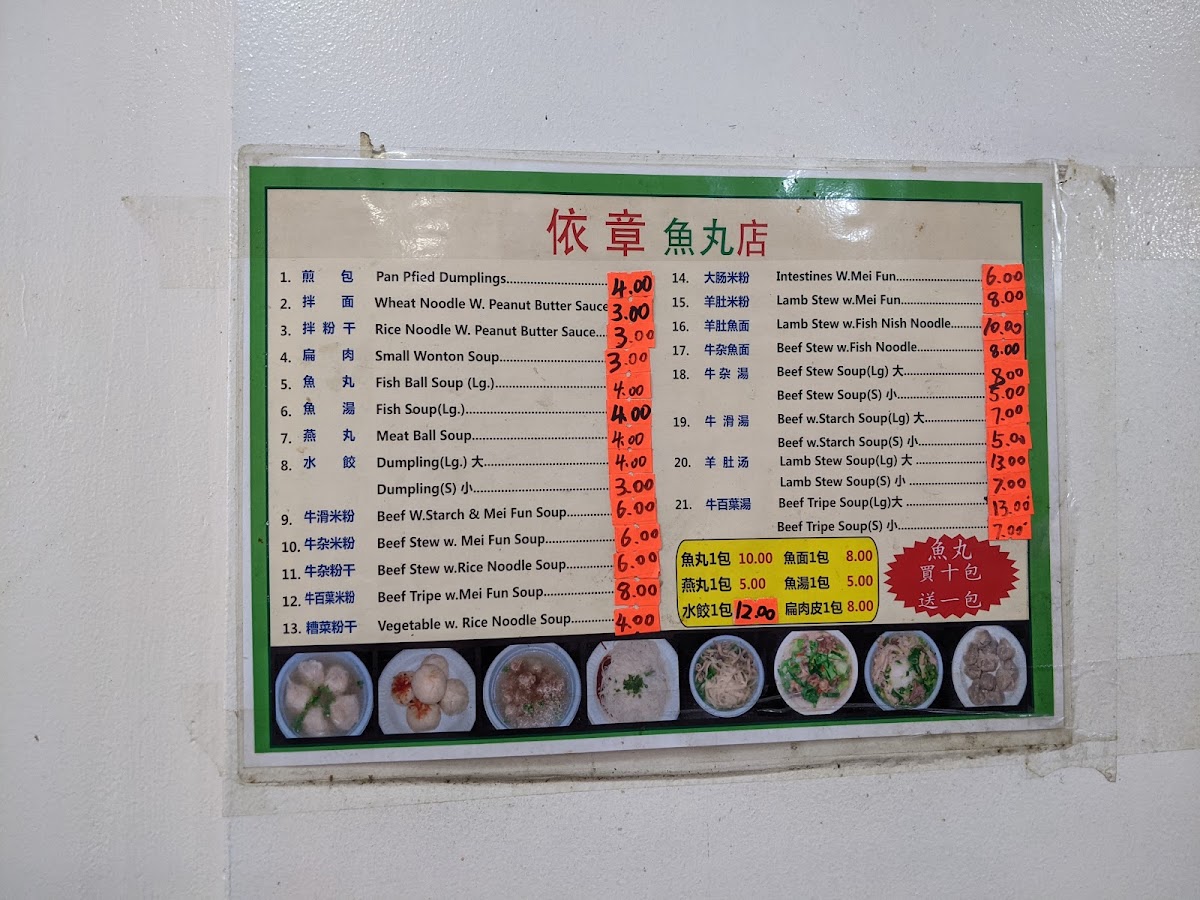 依章魚丸店
1. 煎包 Pan Pfied Dumplings........................ 4.00
2. 拌面 Wheat Noodle W. Peanut Butter Sauce 3.00
3. 拌粉干 Rice Noodle W. Peanut Butter Sauce... 3.00
4. 扁肉 Small Wonton Soup........................ 3.00
5. 魚丸 Fish Ball Soup (Lg.)........................ 4.00
6. 魚湯 Fish Soup(Lg.)........................ 4.00
7. 燕丸 Meat Ball Soup........................ 4.00
8. 水餃 Dumpling(Lg.) 大........................ 4.00
Dumpling(S) 小........................ 3.00
9. 牛滑米粉 Beef W.Starch & Mei Fun Soup.......... 6.00
10. 牛杂米粉 Beef Stew w. Mei Fun Soup............... 6.00
11. 牛杂粉干 Beef Stew w.Rice Noodle Soup.......... 6.00
12. 牛百葉米粉 Beef Tripe w.Mei Fun Soup............... 8.00
13. 糟菜粉干 Vegetable w. Rice Noodle Soup.......... 4.00
14. 大肠米粉 Intestines W.Mei Fun........................ 6.00
15. 羊肚米粉 Lamb Stew w.Mei Fun........................ 8.00
16. 羊肚魚面 Lamb Stew w.Fish Nish Noodle........ 10.00
17. 牛杂魚面 Beef Stew w.Fish Noodle............... 8.00
18. 牛杂湯 Beef Stew Soup(Lg) 大........................ 8.00
Beef Stew Soup(S) 小........................ 5.00
19. 牛滑湯 Beef w.Starch Soup(Lg) 大............... 7.00
Beef w.Starch Soup(S) 小............... 5.00
20. 羊肚汤 Lamb Stew Soup(Lg) 大 ............... 13.00
Lamb Stew Soup(S) 小 ............... 7.00
21. 牛百葉湯 Beef Tripe Soup(Lg)大 ............... 13.00
Beef Tripe Soup(S) 小............... 7.00
魚丸1包 10.00 魚面1包 8.00
燕丸1包 5.00 魚湯1包 5.00
水餃1包 12.00 扁肉皮1包 8.00
魚丸
買十包
送一包